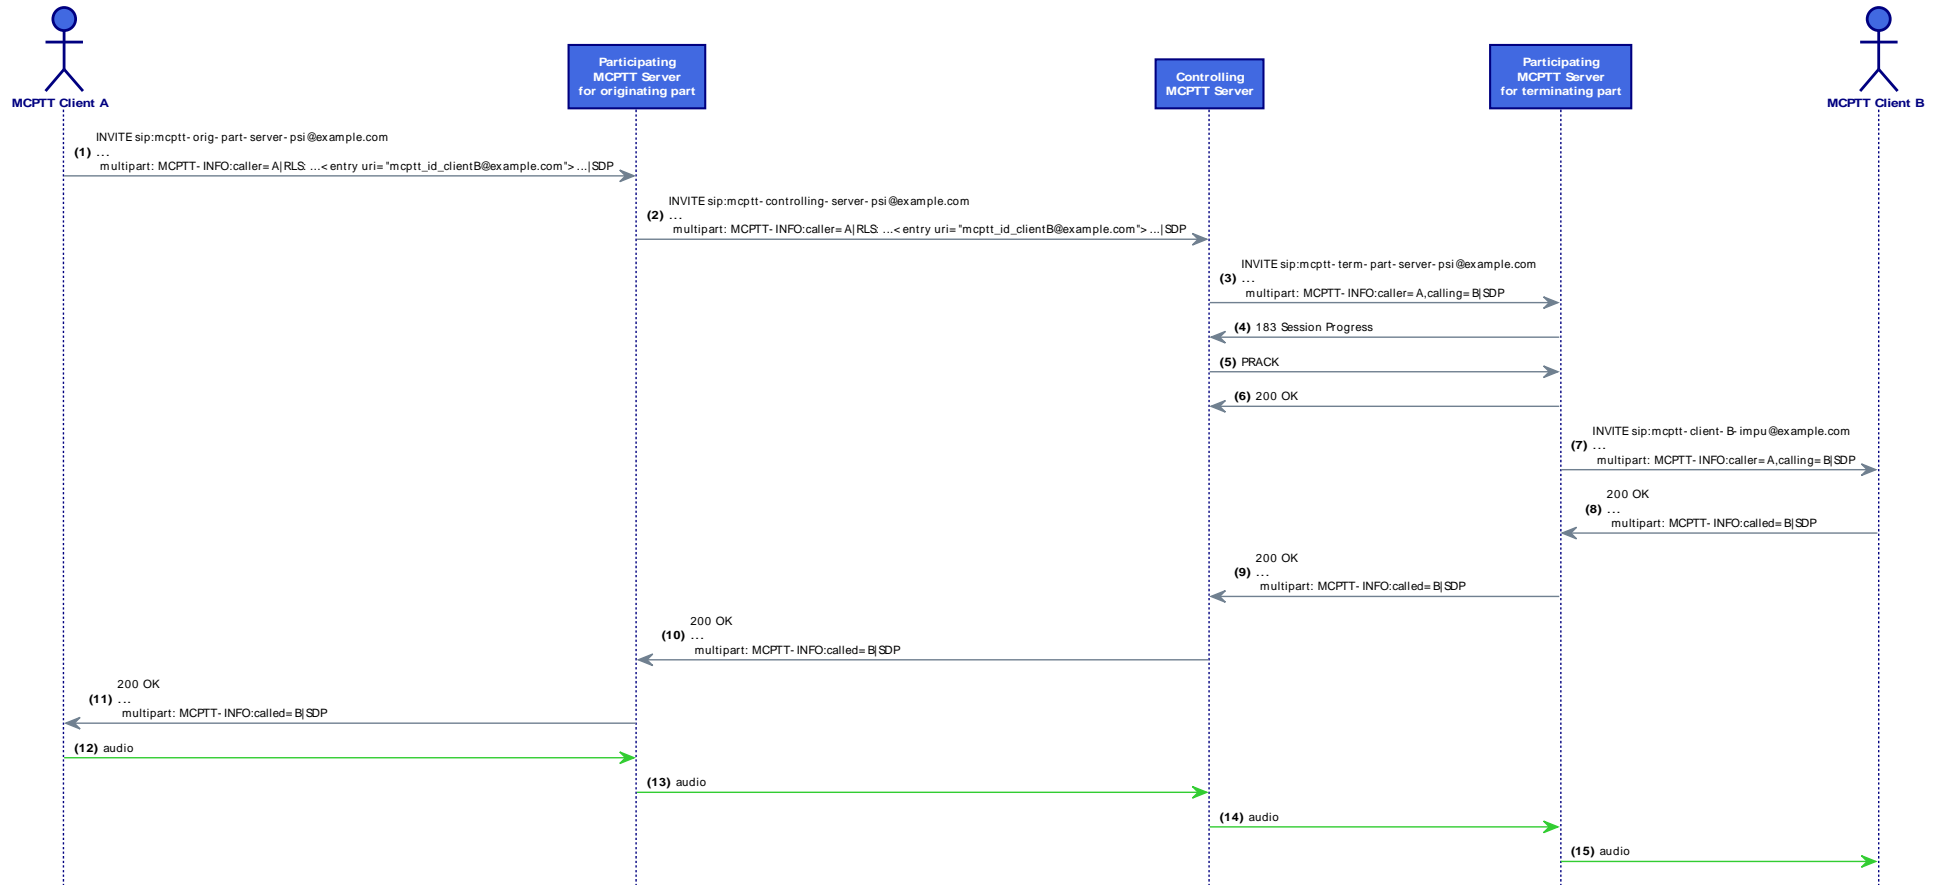 Participating
MCPTT Server
for originating part
Controlling
MCPTT Server
Participating
MCPTT Server
for terminating part
MCPTT Client A
MCPTT Client B
INVITE sip:mcptt-orig-part-server-psi@example.com
(1) ...
multipart: MCPTT-INFO:caller=A|RLS: ...<entry uri="mcptt_id_clientB@example.com">...|SDP
INVITE sip:mcptt-controlling-server-psi@example.com
(2) ...
multipart: MCPTT-INFO:caller=A|RLS: ...<entry uri="mcptt_id_clientB@example.com">...|SDP
INVITE sip:mcptt-term-part-server-psi@example.com
(3) ...
multipart: MCPTT-INFO:caller=A,calling=B|SDP
(4) 183 Session Progress
(5) PRACK
(6) 200 OK
INVITE sip:mcptt-client-B-impu@example.com
(7) ...
multipart: MCPTT-INFO:caller=A,calling=B|SDP
200 OK
(8) ...
multipart: MCPTT-INFO:called=B|SDP
200 OK
(9) ...
multipart: MCPTT-INFO:called=B|SDP
200 OK
(10) ...
multipart: MCPTT-INFO:called=B|SDP
200 OK
(11) ...
multipart: MCPTT-INFO:called=B|SDP
(12) audio
(13) audio
(14) audio
(15) audio